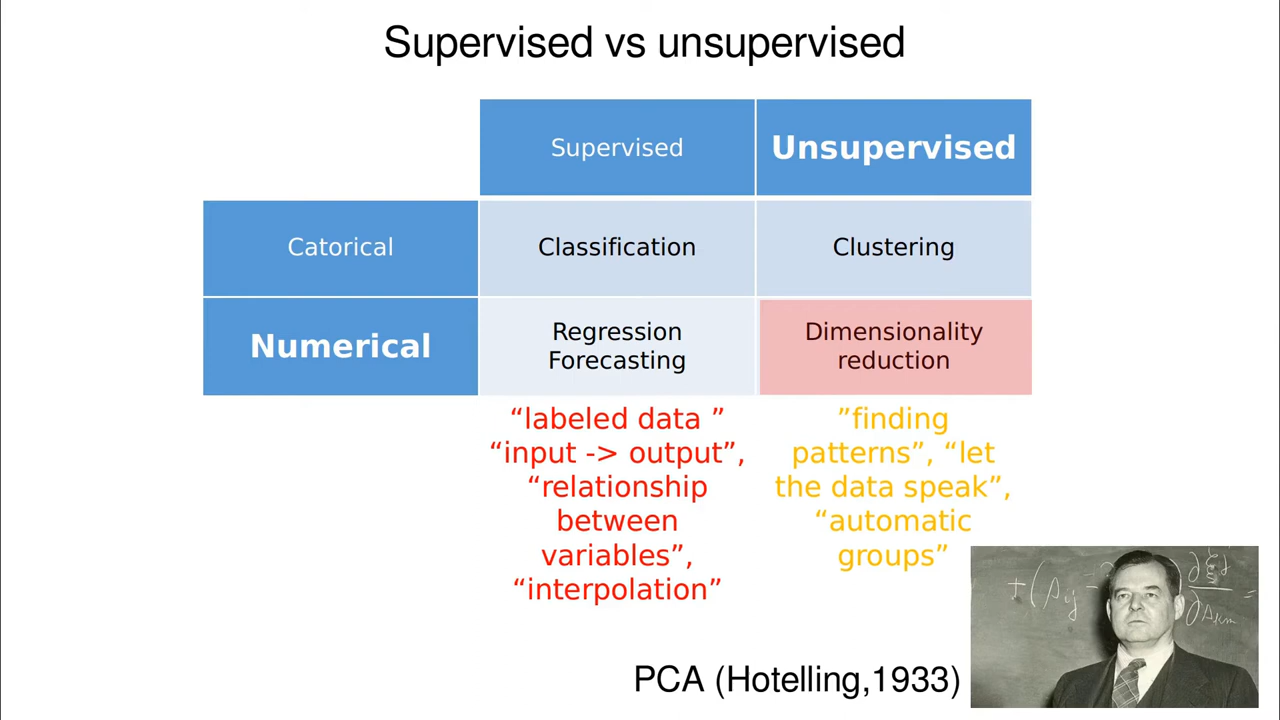 Supervised vs unsupervised
Supervised
Unsupervised
Catorical
Classification
Clustering
Numerical
Regression
Forecasting
Dimensionality
reduction
“labeled data ”
“input -> output”,
“relationship
between
variables”,
“interpolation”
”finding
patterns”, “let
the data speak”,
“automatic
groups”
PCA (Hotelling,1933)